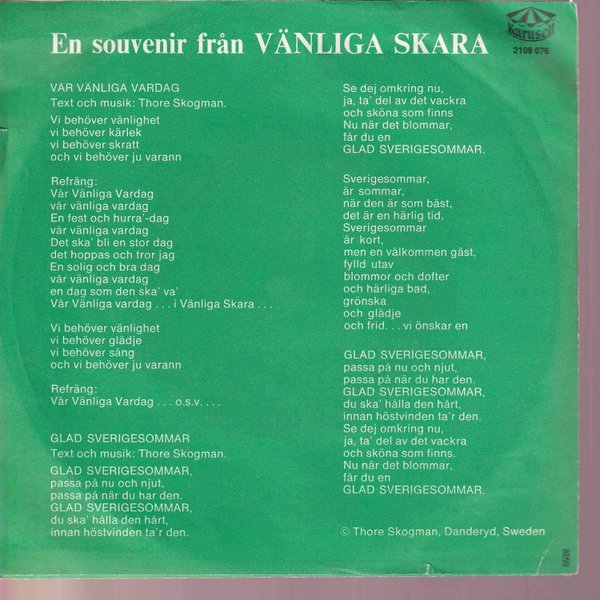 En souvenir från VÄNLIGA SKARA
Karusell
2108 076
VÅR VÄNLIGA VARDAG
Text och musik: Thore Skogman.
Vi behöver vänlighet
vi behöver kärlek
vi behöver skratt
och vi behöver ju varann
Refräng:
Vår Vänliga Vardag
vår vänliga vardag
En fest och hurra'-dag
vår vänliga vardag
Det ska' bli en stor dag
det hoppas och tror jag
En solig och bra dag
vår vänliga vardag
en dag som den ska' va'
Vår Vänliga vardag . . . i Vänliga Skara . . .
Vi behöver vänlighet
vi behöver glädje
vi behöver sång
och vi behöver ju varann
Refräng:
Vår Vänliga Vardag . . . o.s.v. . . .
GLAD SVERIGESOMMAR
Text och musik: Thore Skogman.
GLAD SVERIGESOMMAR,
passa på nu och njut,
passa på när du har den.
GLAD SVERIGESOMMAR,
du ska' hålla den hårt,
innan höstvinden ta'r den.
Se dej omkring nu,
ja, ta' del av det vackra
och sköna som finns
Nu när det blommar,
får du en
GLAD SVERIGESOMMAR.
Sverigesommar,
är sommar,
när den är som bäst,
det är en härlig tid.
Sverigesommar
är kort,
men en välkommen gäst,
fylld utav
blommor och dofter
och härliga bad,
grönska
och glädje
och frid. . . vi önskar en
GLAD SVERIGESOMMAR,
passa på nu och njut,
passa på när du har den.
GLAD SVERIGESOMMAR,
du ska' hålla den hårt,
innan höstvinden ta'r den.
Se dej omkring nu,
ja, ta' del av det vackra
och sköna som finns.
Nu när det blommar,
får du en
GLAD SVERIGESOMMAR.
© Thore Skogman, Danderyd, Sweden